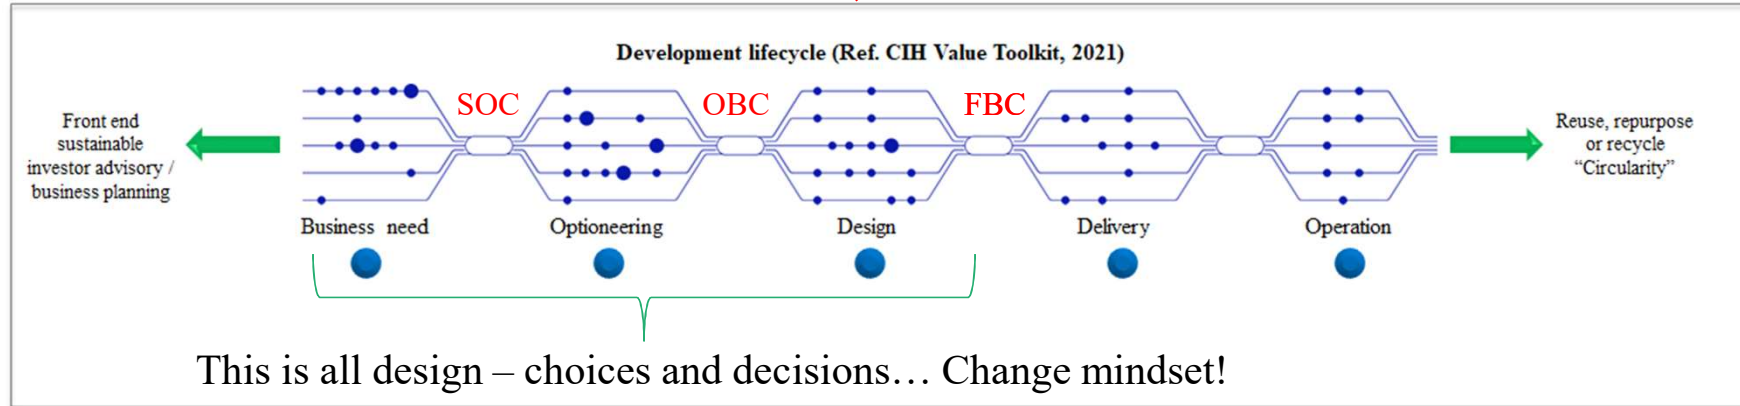 Development lifecycle (Ref. CIH Value Toolkit, 2021)
SOC
OBC
FBC
Front end
sustainable
investor advisory /
business planning
Reuse, repurpose
or recycle
“Circularity”
Business need
Optioneering
Design
Delivery
Operation
This is all design – choices and decisions… Change mindset!